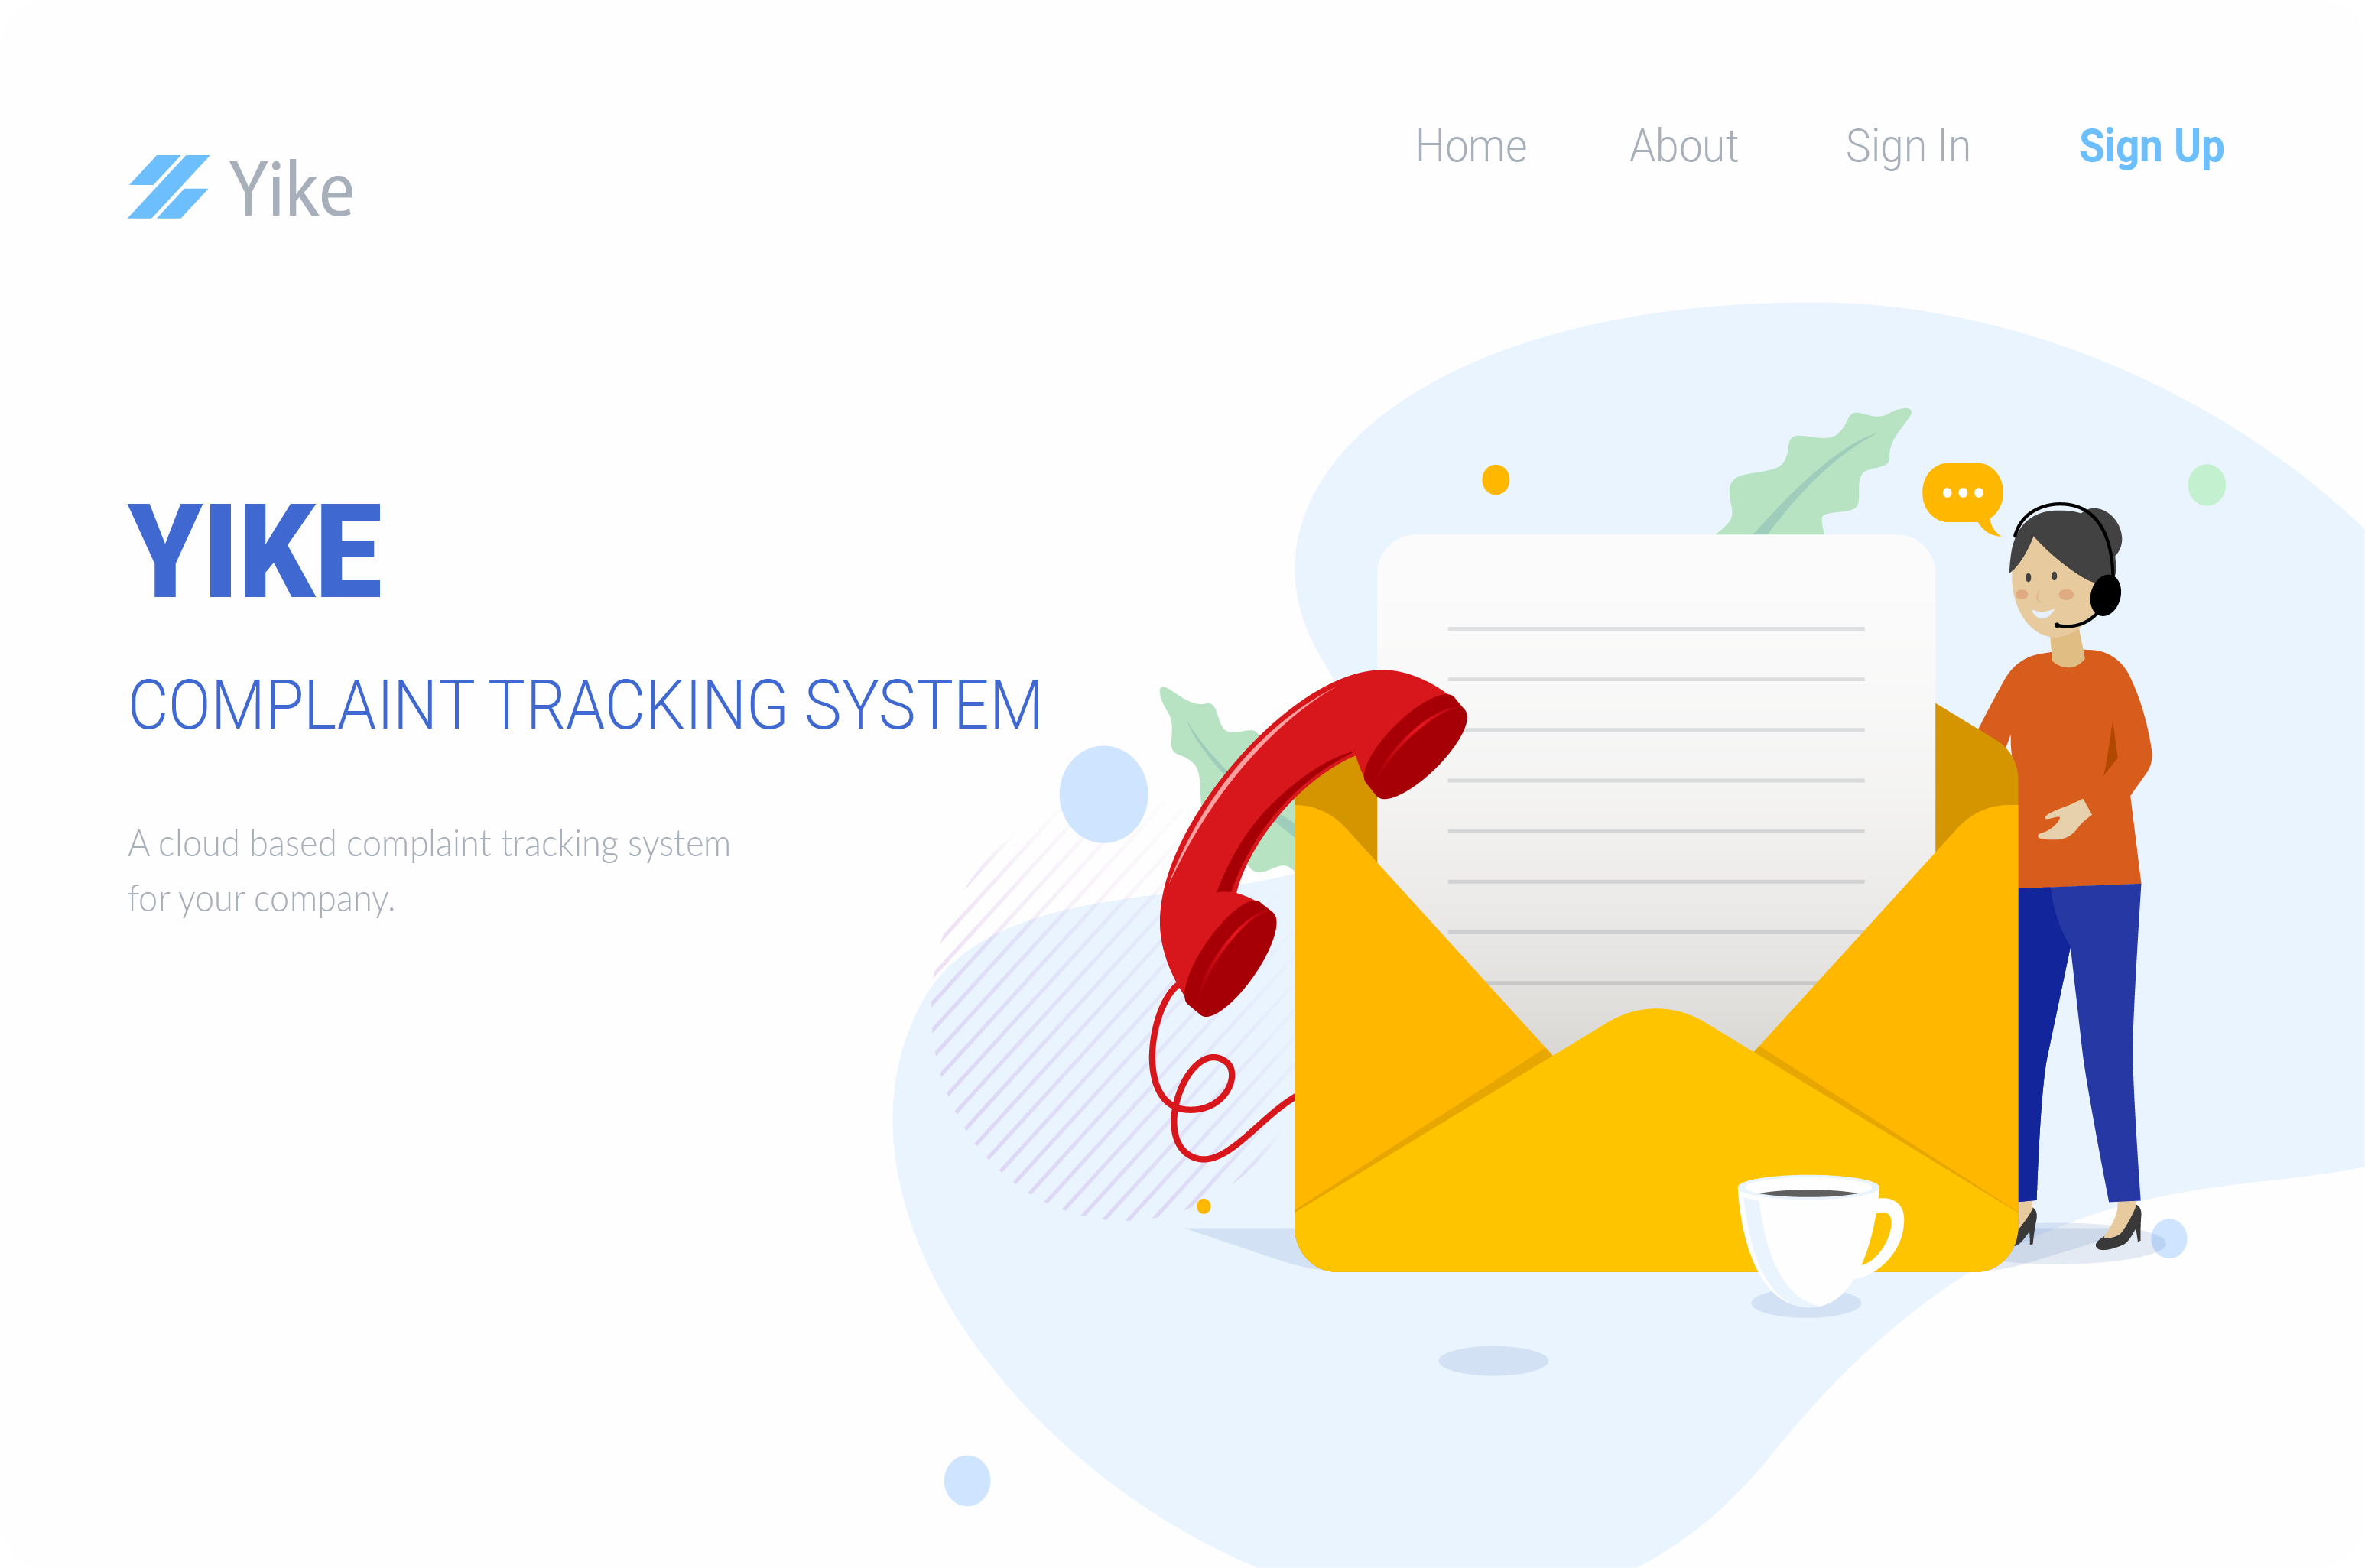 Yike
Home
About
Sign In
Sign Up
YIKE
COMPLAINT TRACKING SYSTEM
A cloud based complaint tracking system
for your company.